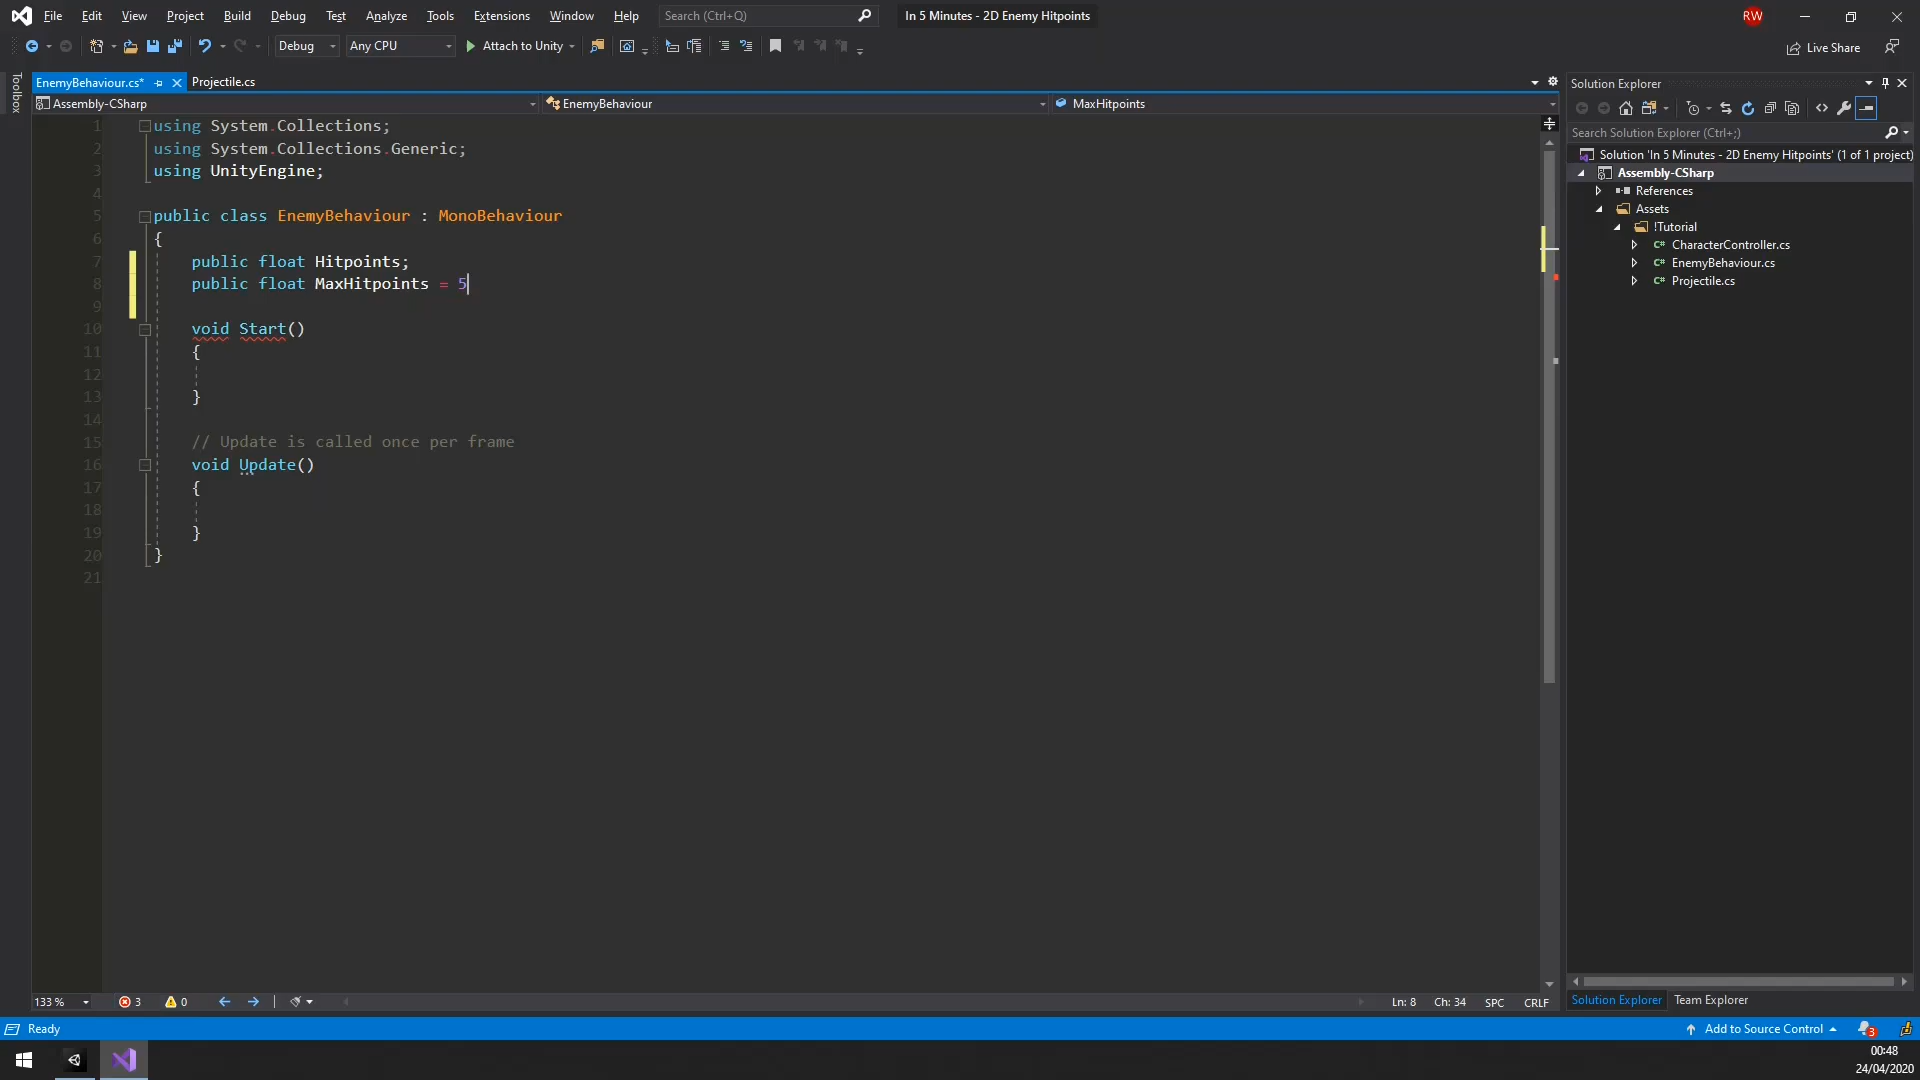 File Edit View Project Build Debug Test Analyze Tools Extensions Window Help Search (Ctrl+Q) In 5 Minutes - 2D Enemy Hitpoints RW
Debug Any CPU Attach to Unity Live Share
Toolbox
EnemyBehaviour.cs* Projectile.cs
Assembly-CSharp EnemyBehaviour MaxHitpoints
1 using System.Collections;
2 using System.Collections.Generic;
3 using UnityEngine;
4
5 public class EnemyBehaviour : MonoBehaviour
6 {
7 public float Hitpoints;
8 public float MaxHitpoints = 5
9
10 void Start()
11 {
12
13 }
14
15 // Update is called once per frame
16 void Update()
17 {
18
19 }
20 }
21
133 % 3 0 Ln: 8 Ch: 34 SPC CRLF
Solution Explorer
Search Solution Explorer (Ctrl+;)
Solution 'In 5 Minutes - 2D Enemy Hitpoints' (1 of 1 project)
Assembly-CSharp
References
Assets
!Tutorial
C# CharacterController.cs
C# EnemyBehaviour.cs
C# Projectile.cs
Solution Explorer Team Explorer
Ready Add to Source Control 3
00:48
24/04/2020